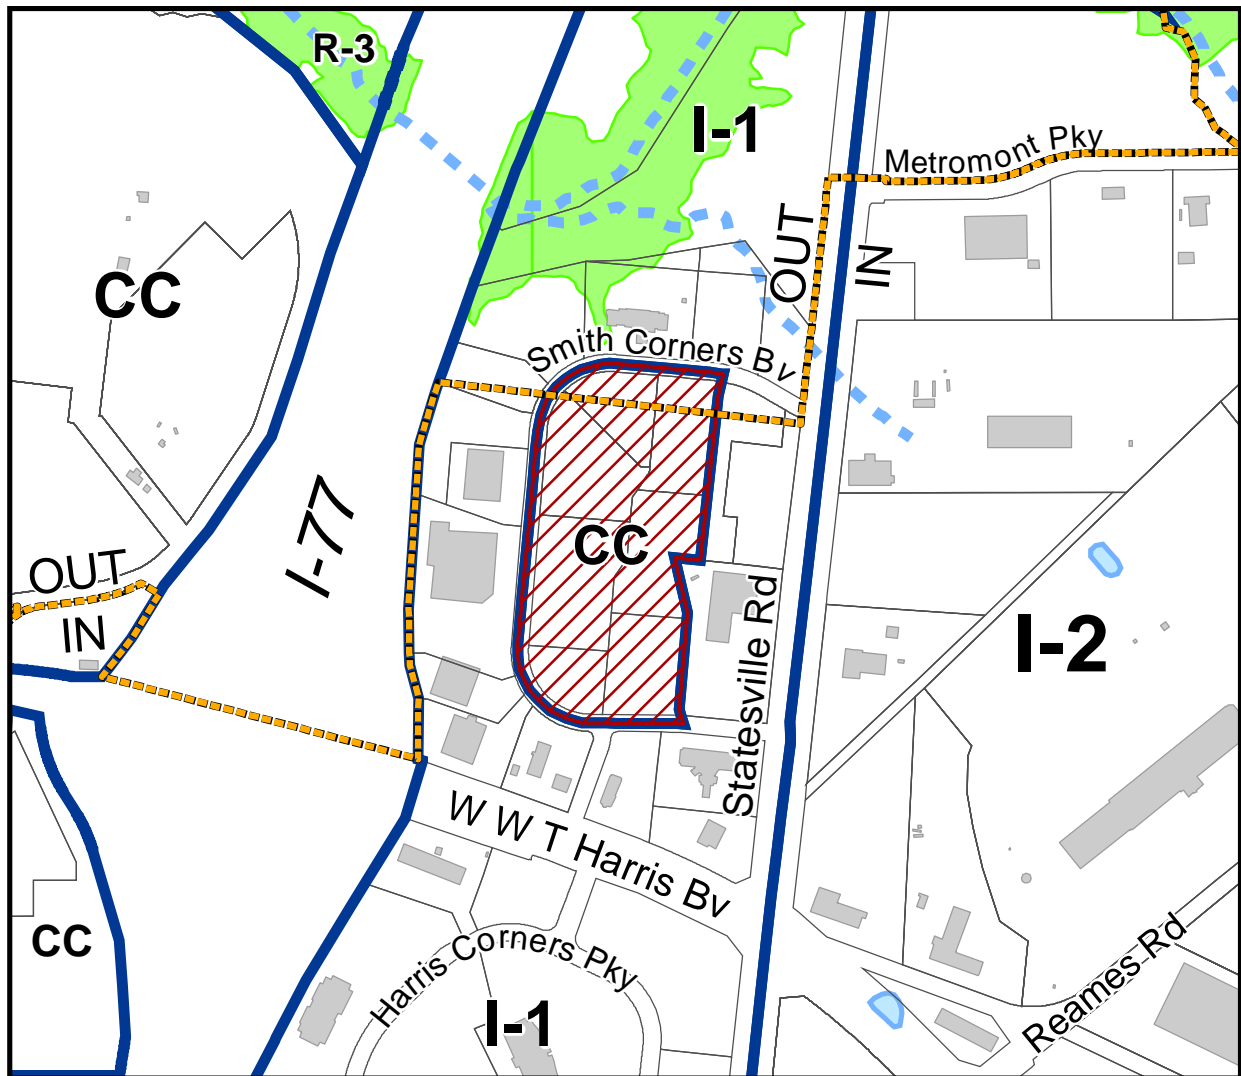 R-3
I-1
Metromont Pky
OUT
IN
CC
Smith Corners Bv
I-77
CC
OUT
IN
I-2
Statesville Rd
W W T Harris Bv
CC
Harris Corners Pky
Reames Rd
I-1